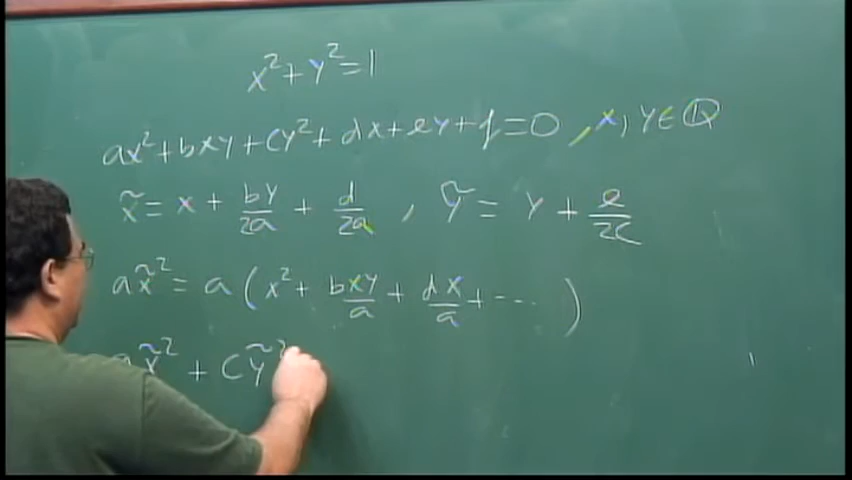 x² + y² = 1
ax² + bxy + cy² + dx + ey + f = 0 , x, y ∈ ℚ
x̃ = x + by/2a + d/2a , ỹ = y + e/2c
ax̃² = a(x² + bxy/a + dx/a + ⋯ )
ax̃² + cỹ²